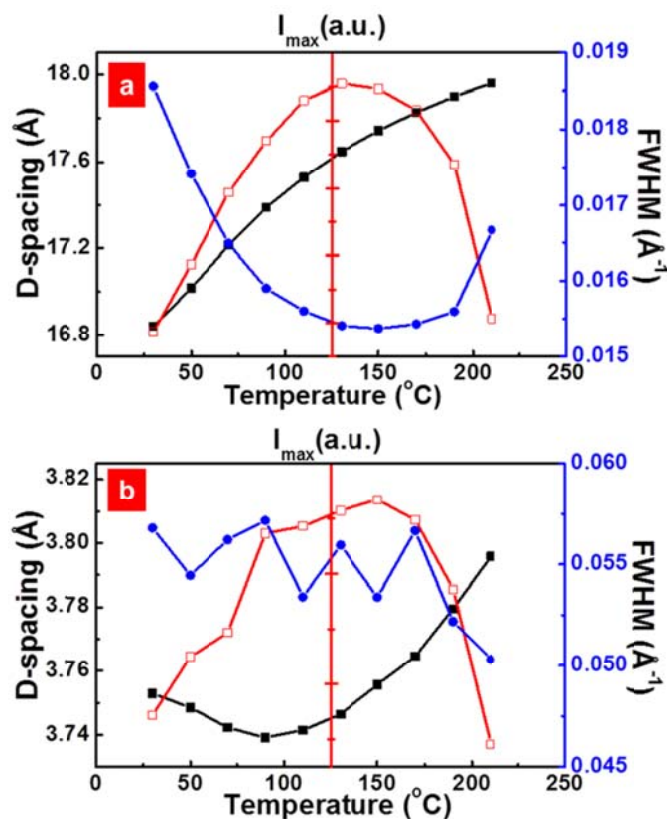 I_max(a.u.)
a
18.0
17.6
17.2
16.8
D-spacing (Å)
0.019
0.018
0.017
0.016
0.015
FWHM (Å⁻¹)
0 50 100 150 200 250
Temperature (°C)
I_max(a.u.)
b
3.82
3.80
3.78
3.76
3.74
D-spacing (Å)
0.060
0.055
0.050
0.045
FWHM (Å⁻¹)
0 50 100 150 200 250
Temperature (°C)